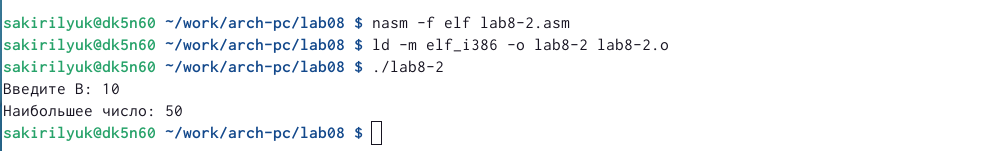 sakirilyuk@dk5n60 ~/work/arch-pc/lab08 $ nasm -f elf lab8-2.asm
sakirilyuk@dk5n60 ~/work/arch-pc/lab08 $ ld -m elf_i386 -o lab8-2 lab8-2.o
sakirilyuk@dk5n60 ~/work/arch-pc/lab08 $ ./lab8-2
Введите B: 10
Наибольшее число: 50
sakirilyuk@dk5n60 ~/work/arch-pc/lab08 $